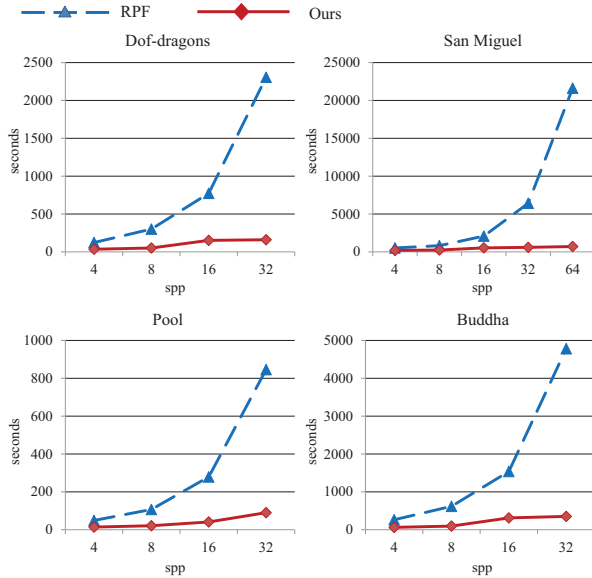 RPF Ours
Dof-dragons
2500
2000
1500
1000
500
0
seconds
4 8 16 32
spp
San Miguel
25000
20000
15000
10000
5000
0
seconds
4 8 16 32 64
spp
Pool
1000
800
600
400
200
0
seconds
4 8 16 32
spp
Buddha
5000
4000
3000
2000
1000
0
seconds
4 8 16 32
spp